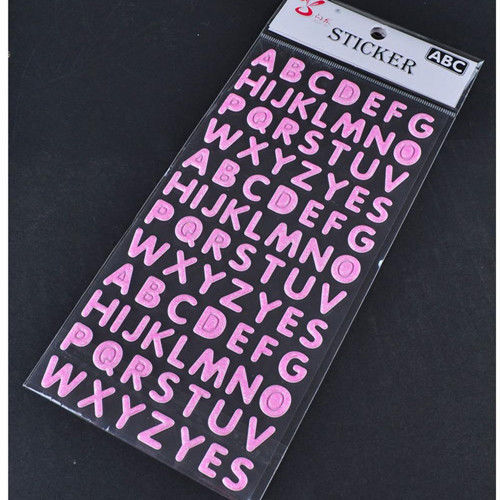 STICKER
ABC
ABCDEFG
HIJKLMNO
PQRSTUV
WXYZYES
ABCDEFG
HIJKLMNO
PQRSTUV
WXYZYES
ABCDEFG
HIJKLMNO
PQRSTUV
WXYZYES